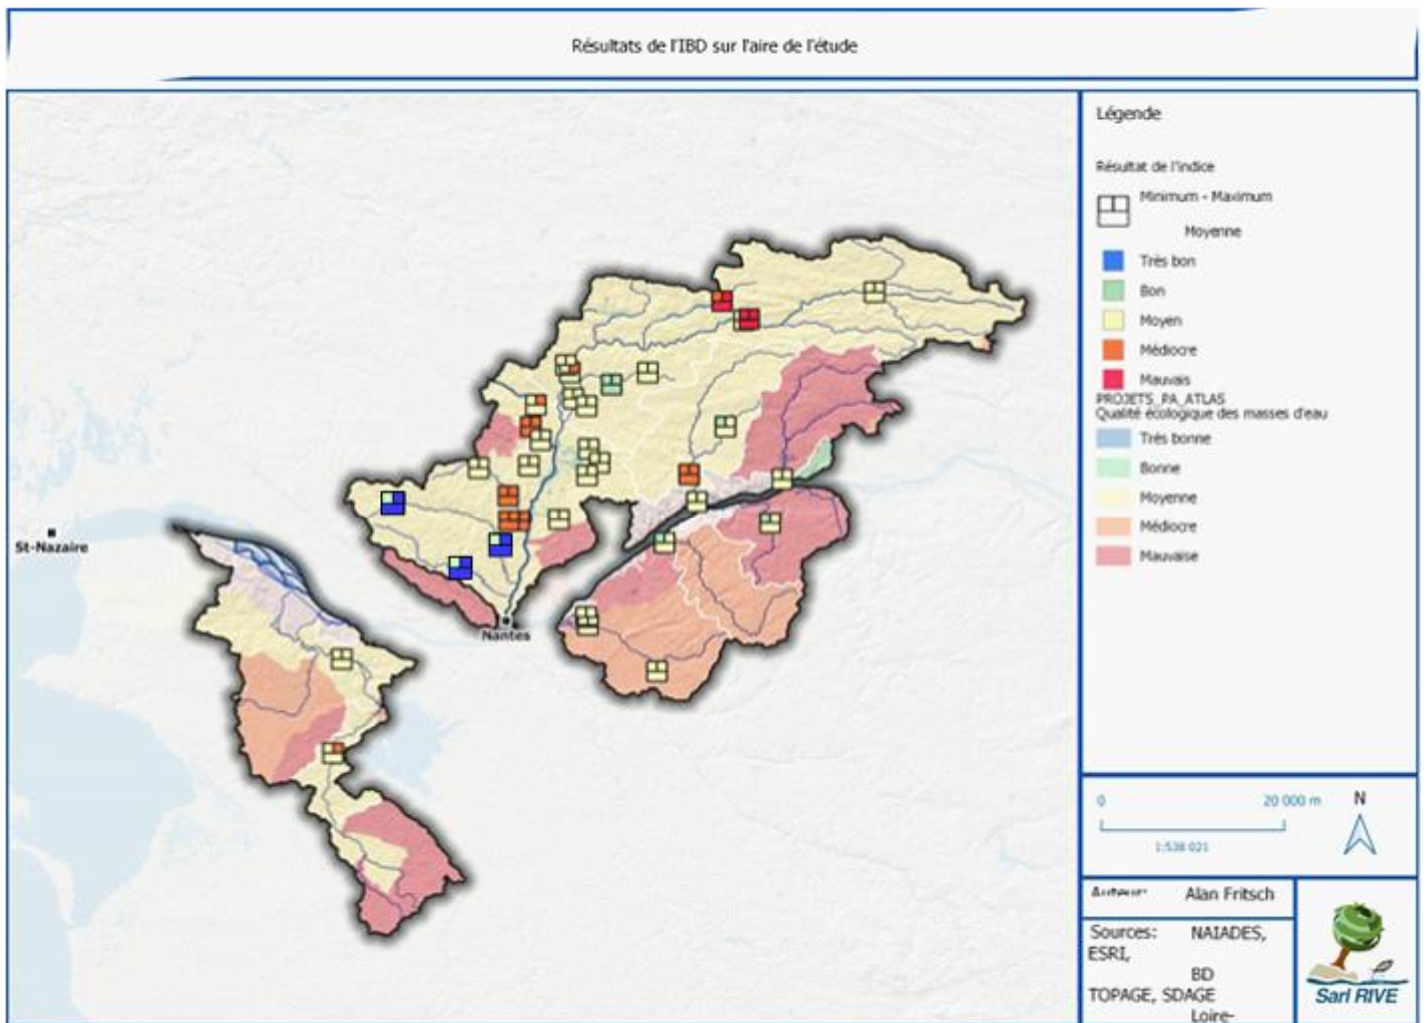 Résultats de l'IBD sur l'aire de l'étude
St-Nazaire
Nantes
Légende
Résultat de l'indice
Minimum - Maximum
Moyenne
Très bon
Bon
Moyen
Médiocre
Mauvais
PROJETS_PA_ATLAS
Qualité écologique des masses d'eau
Très bonne
Bonne
Moyenne
Médiocre
Mauvaise
0 20 000 m N
1:538 021
Auteur: Alan Fritsch
Sources: NAIADES,
ESRI,
BD
TOPAGE, SDAGE
Loire-
Sarl RIVE